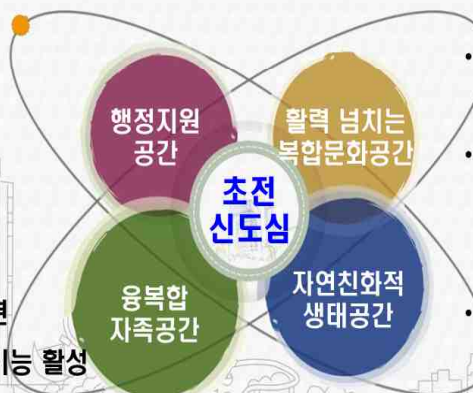 행정지원
공간
활력 넘치는
복합문화공간
초전
신도심
융복합
자족공간
자연친화적
생태공간
활성